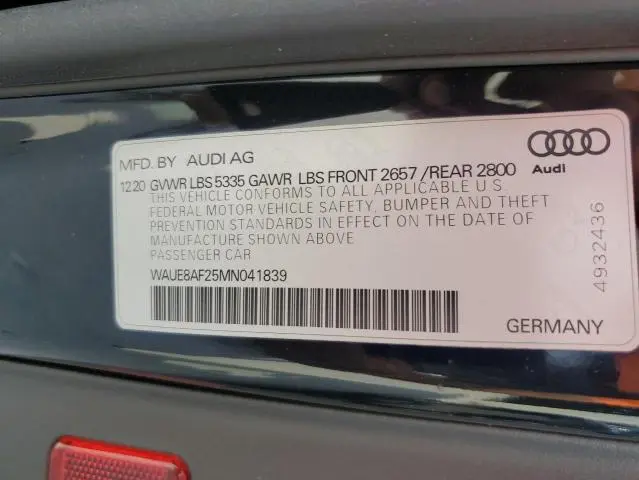 MFD. BY AUDI AG
Audi
12.20 GVWR LBS 5335 GAWR LBS FRONT 2657 / REAR 2800
THIS VEHICLE CONFORMS TO ALL APPLICABLE U.S.
FEDERAL MOTOR VEHICLE SAFETY, BUMPER AND THEFT
PREVENTION STANDARDS IN EFFECT ON THE DATE OF
MANUFACTURE SHOWN ABOVE
PASSENGER CAR
WAUE8AF25MN041839
4932436
GERMANY